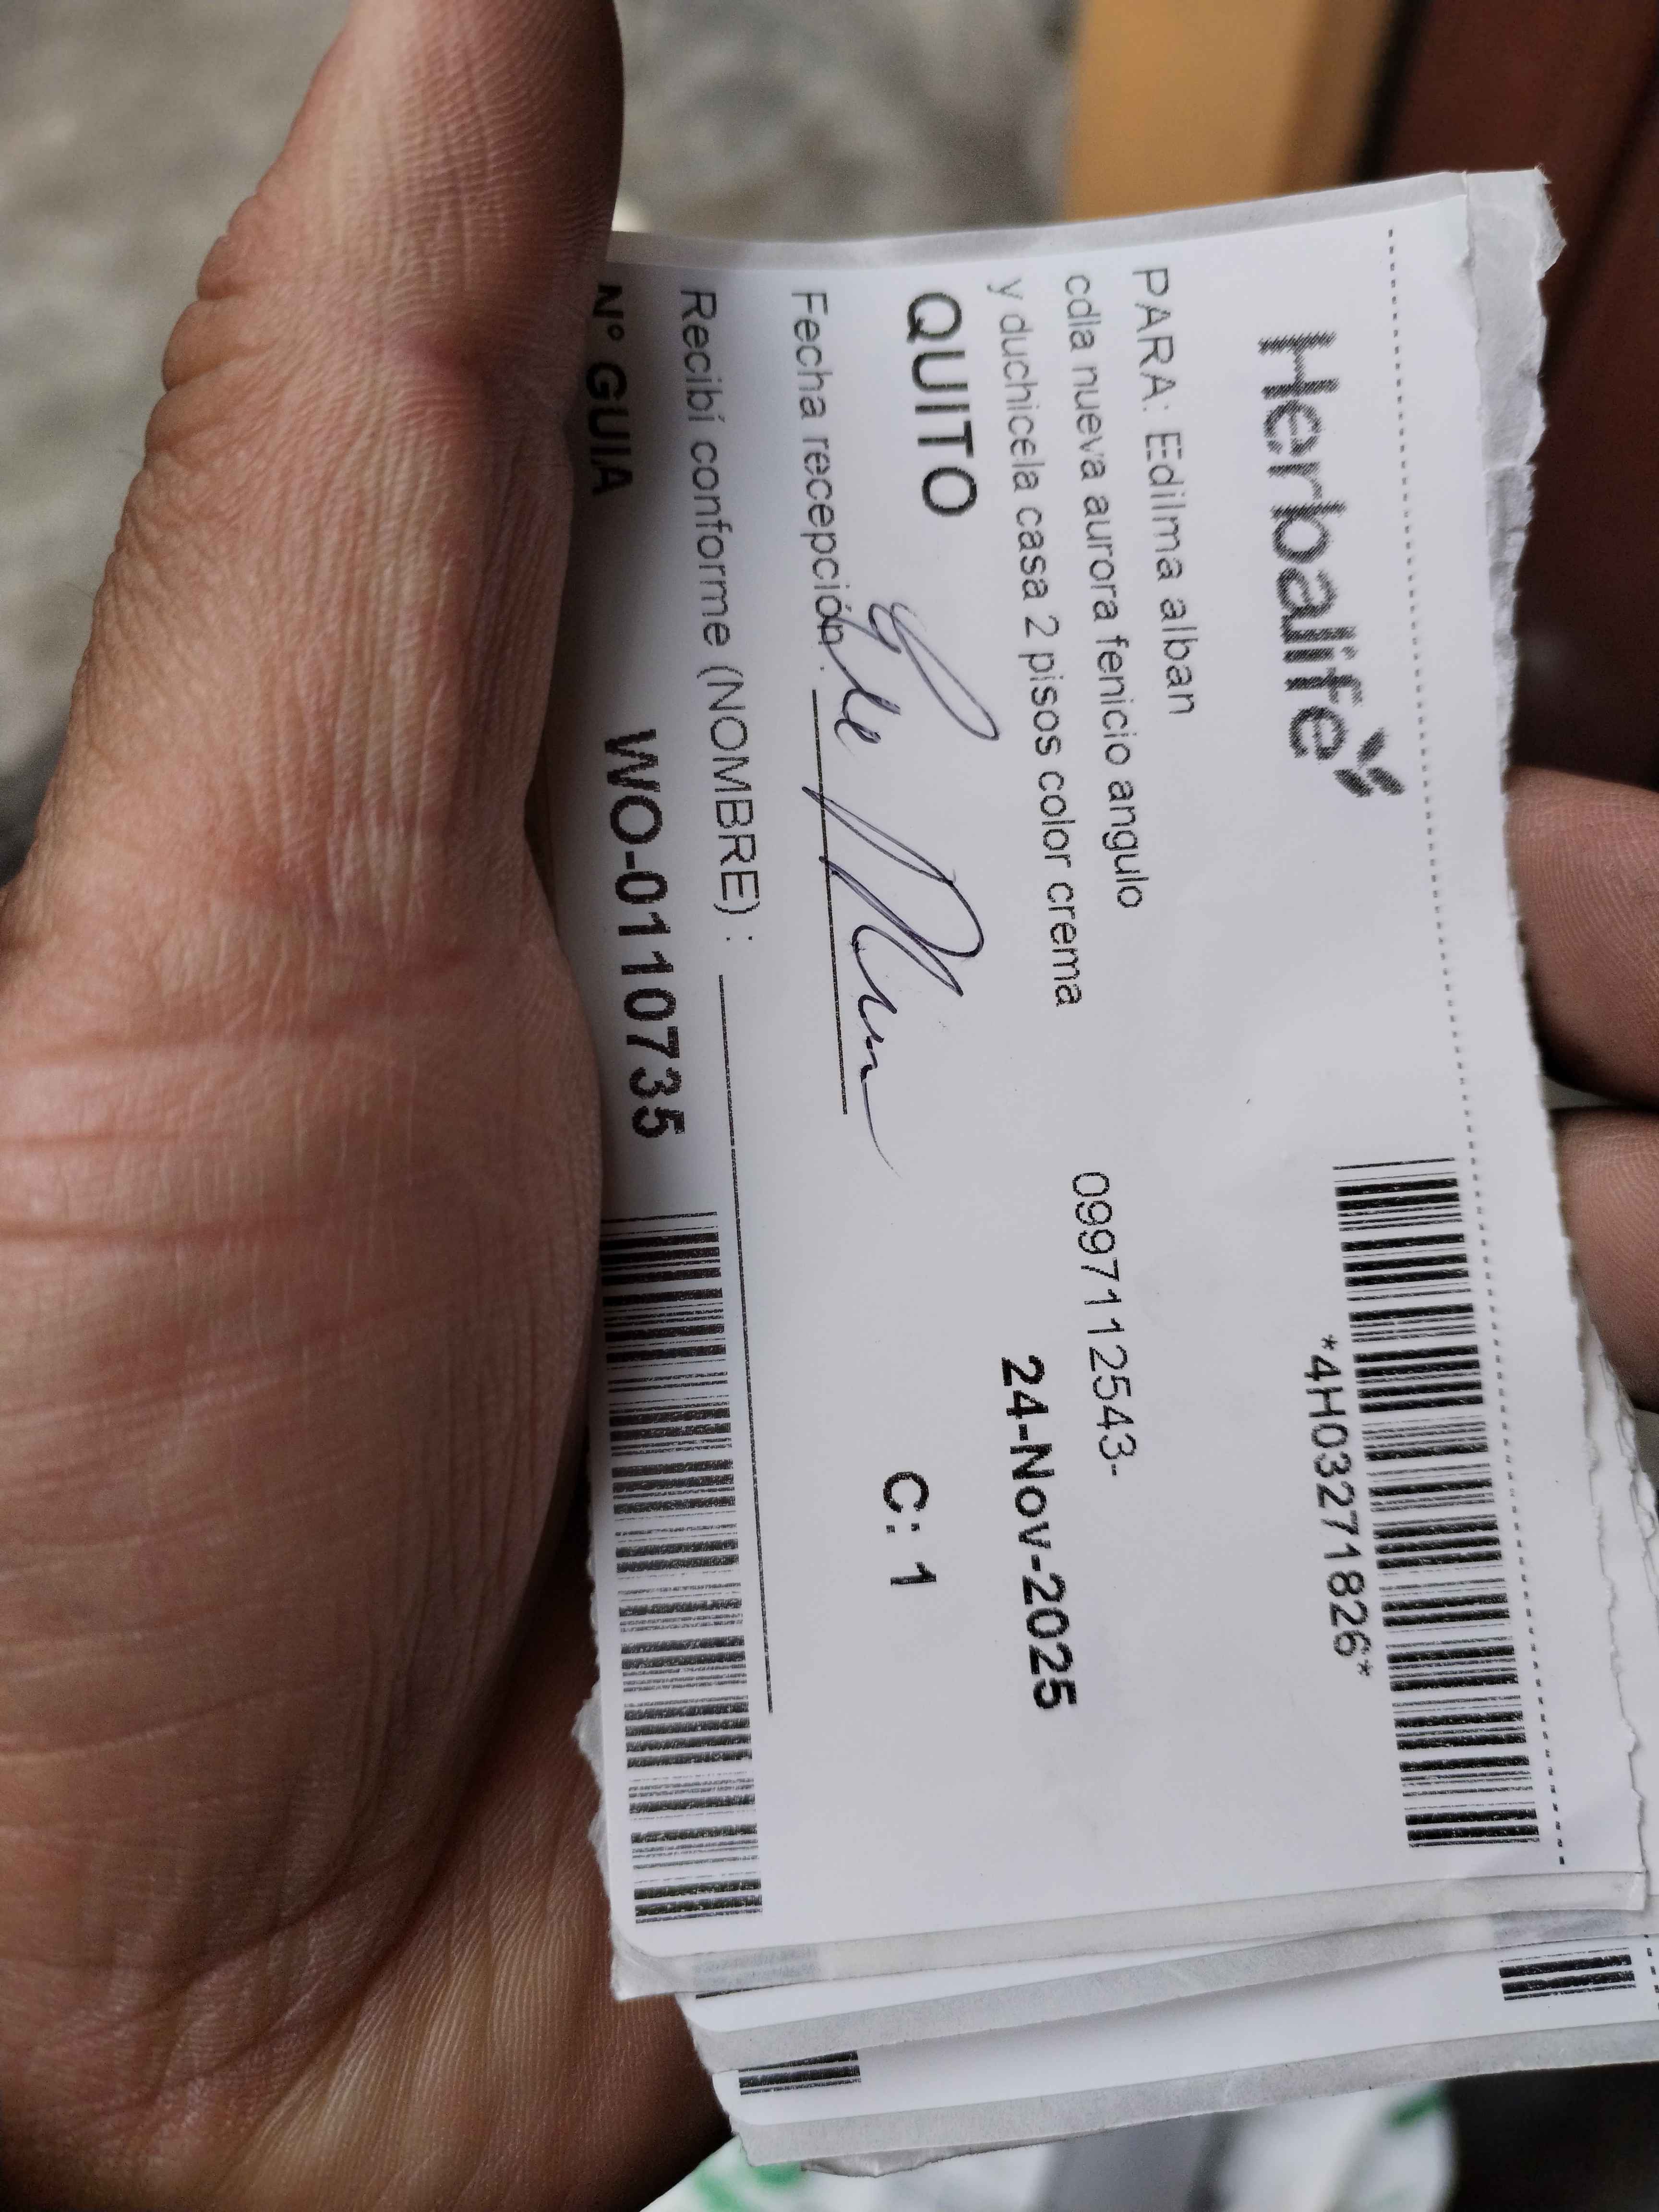 Herbalife
*4H03271826*
PARA: Edilma alban
cdla nueva aurora fenicio angulo
0997112543-
y duchicela casa 2 pisos color crema
24-Nov-2025
QUITO
C: 1
Fecha recepción:
Recibí conforme (NOMBRE) :
N° GUIA WO-0110735